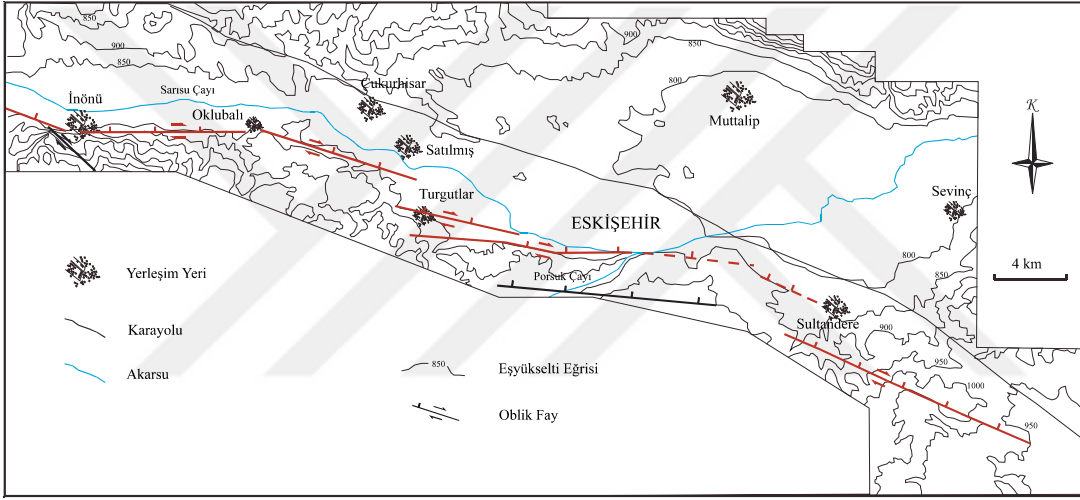 850
900
850
900
850
800
İnönü
Sarısu Çayı
Oklubalı
Çukurhisar
Satılmış
Muttalip
K
Turgutlar
ESKİŞEHİR
Sevinç
Porsuk Çayı
800
850
4 km
Sultandere
900
950
1000
950
Yerleşim Yeri
Karayolu
Akarsu
850
Eşyükselti Eğrisi
Oblik Fay